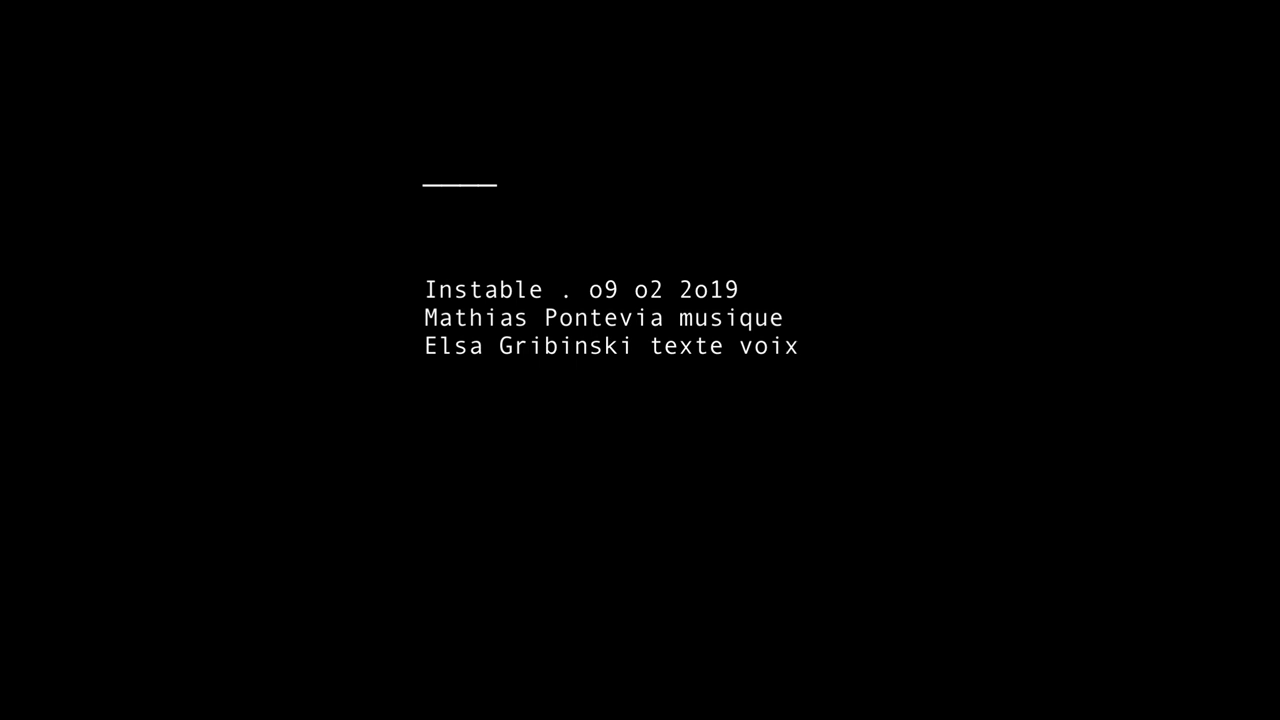 Instable . o9 o2 2o19
Mathias Pontevia musique
Elsa Gribinski texte voix